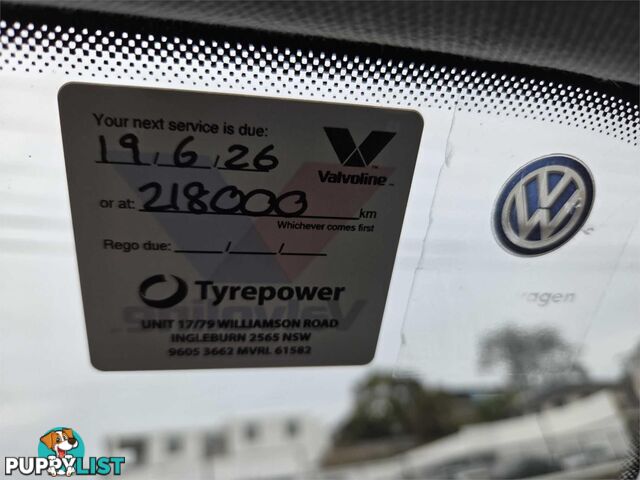 Your next service is due:
19/6/26
Valvoline™
or at: 218000 km
Whichever comes first
Rego due: / /
Tyrepower
UNIT 17/79 WILLIAMSON ROAD
INGLEBURN 2565 NSW
9605 3662 MVRL 61582
Valvoline
PUPPYLIST